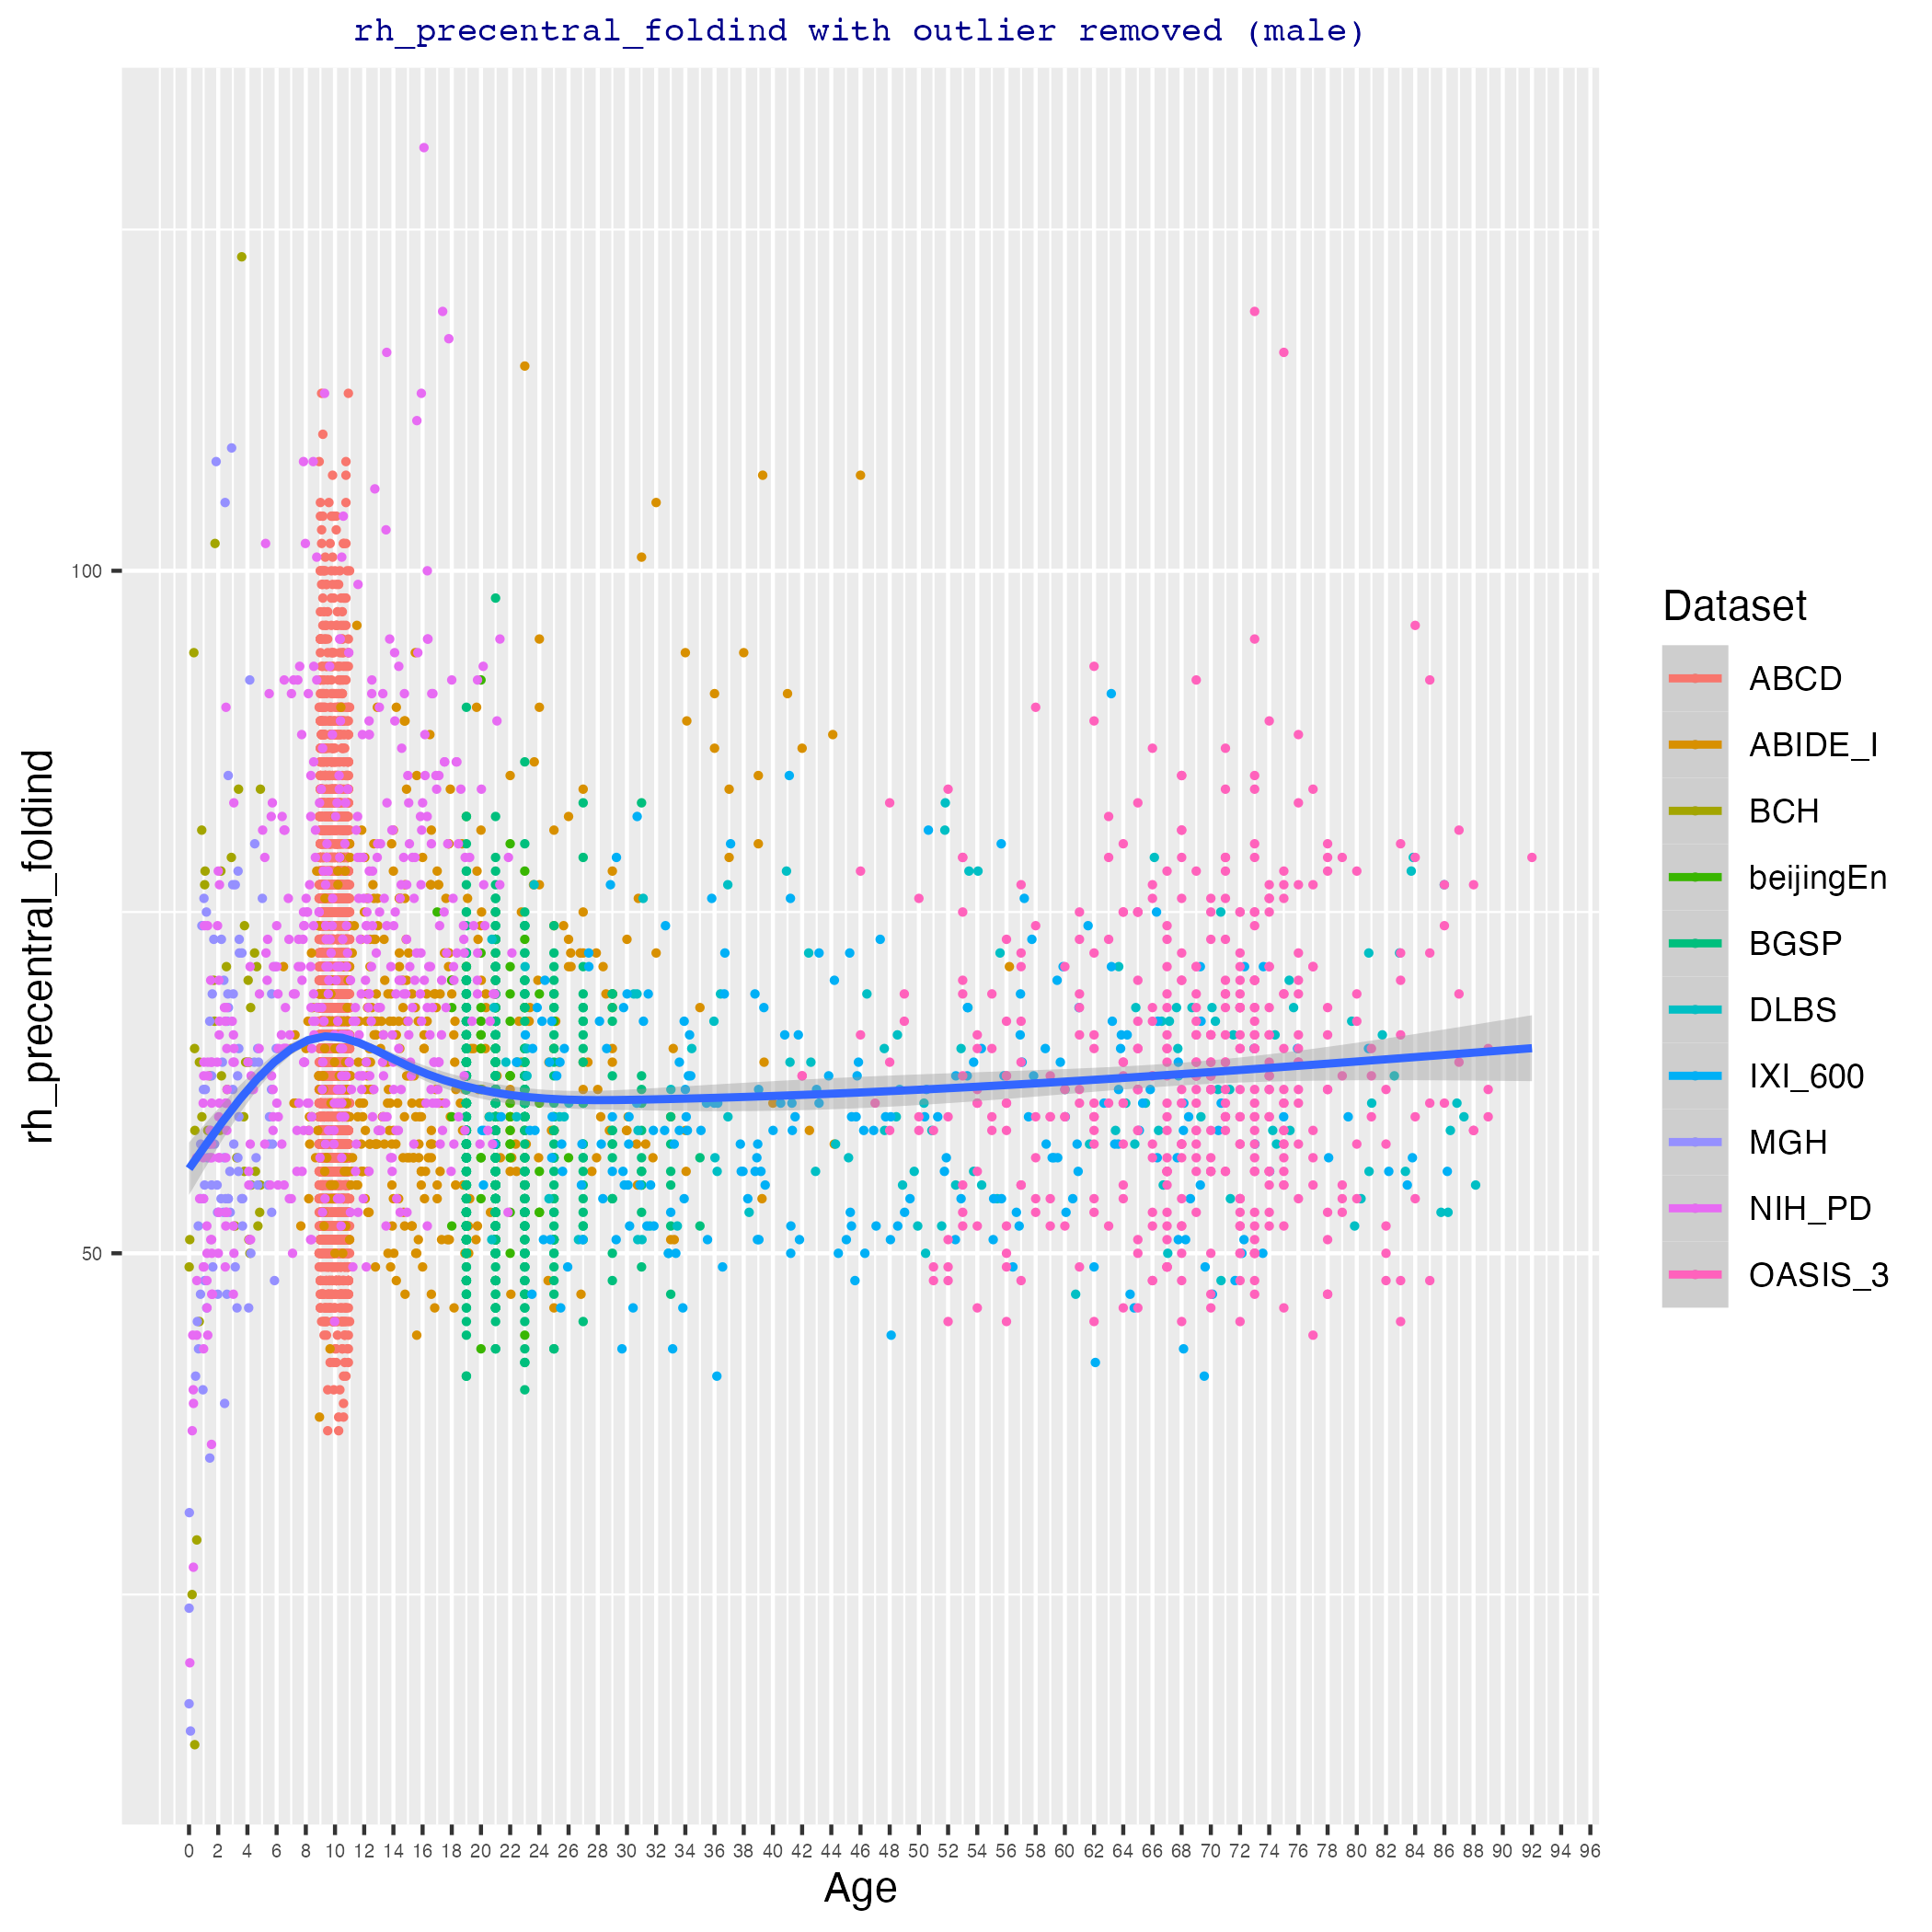 rh_precentral_foldind with outlier removed (male)
rh_precentral_foldind
100
50
0 2 4 6 8 10 12 14 16 18 20 22 24 26 28 30 32 34 36 38 40 42 44 46 48 50 52 54 56 58 60 62 64 66 68 70 72 74 76 78 80 82 84 86 88 90 92 94 96
Age
Dataset
ABCD
ABIDE_I
BCH
beijingEn
BGSP
DLBS
IXI_600
MGH
NIH_PD
OASIS_3